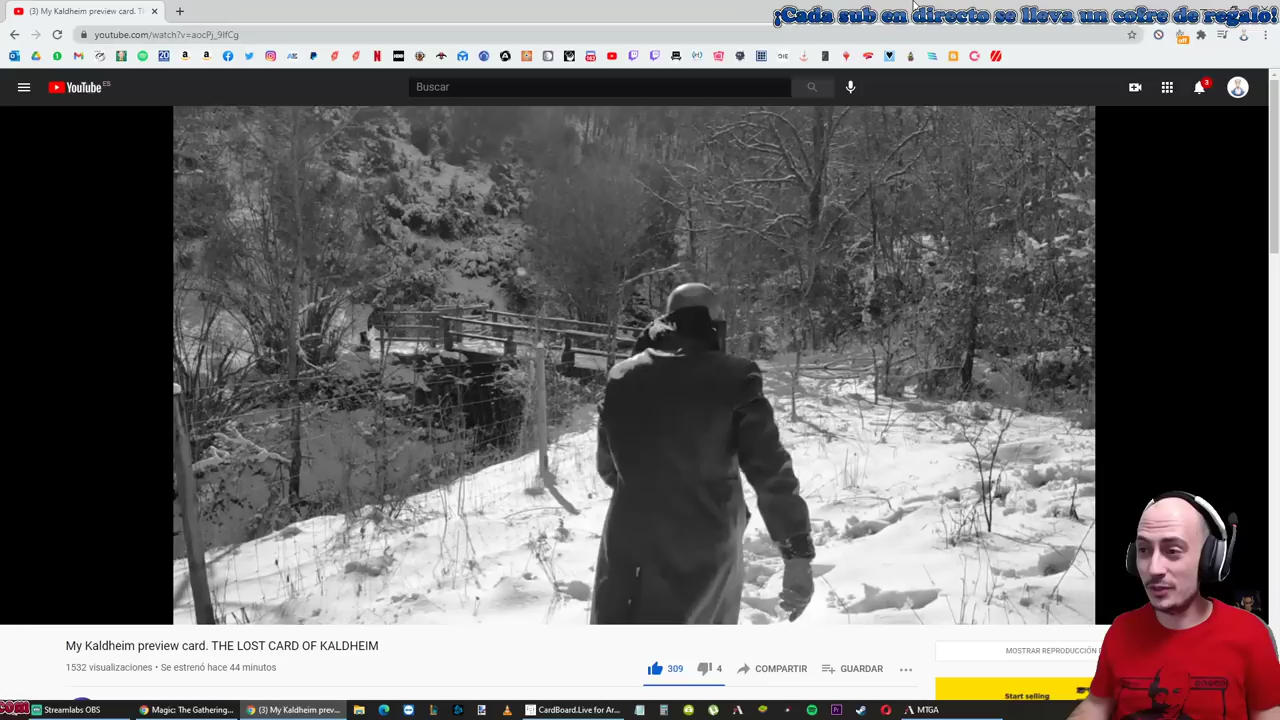 (3) My Kaldheim preview card. T
¡Cada sub en directo se lleva un cofre de regalo!
youtube.com/watch?v=aocPj_9IfCg
YouTube ES
Buscar
3
My Kaldheim preview card. THE LOST CARD OF KALDHEIM
1532 visualizaciones • Se estrenó hace 44 minutos
309
4
COMPARTIR
GUARDAR
MOSTRAR REPRODUCCIÓN D
Start selling
com
Streamlabs OBS
Magic: The Gathering...
(3) My Kaldheim prev...
CardBoard.Live for Ar...
MTGA